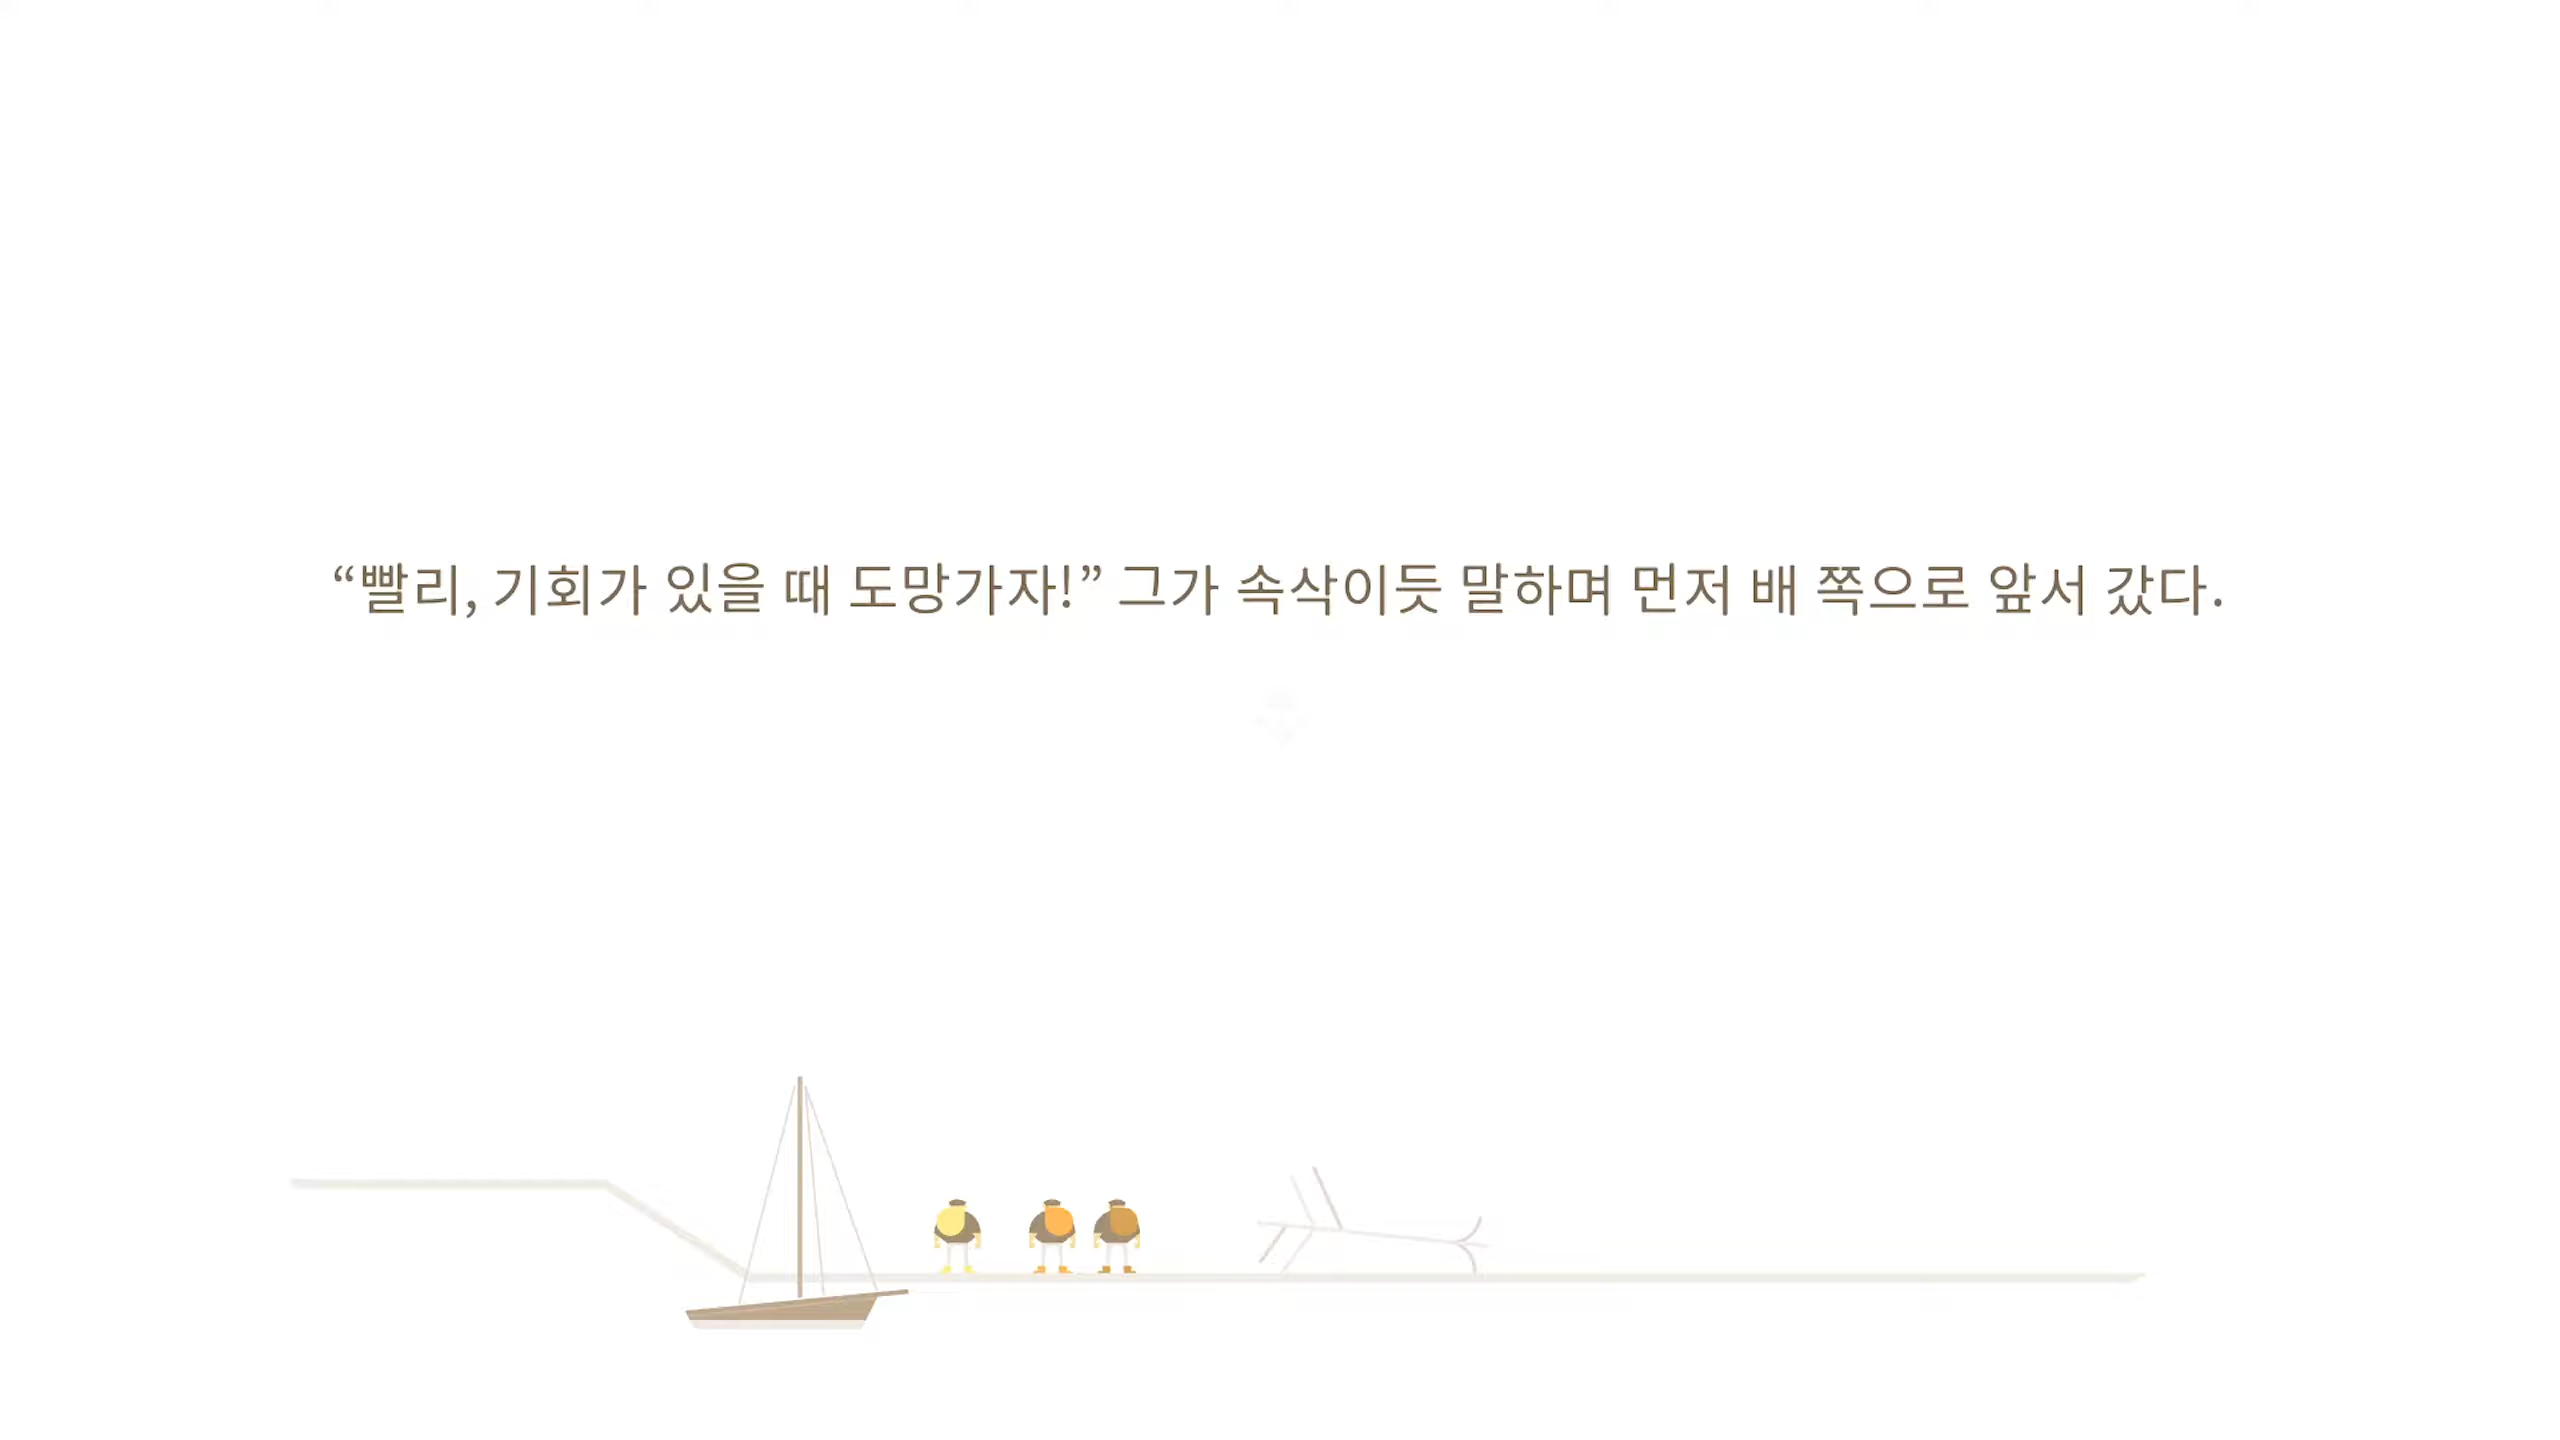 “빨리, 기회가 있을 때 도망가자!” 그가 속삭이듯 말하며 먼저 배 쪽으로 앞서 갔다.